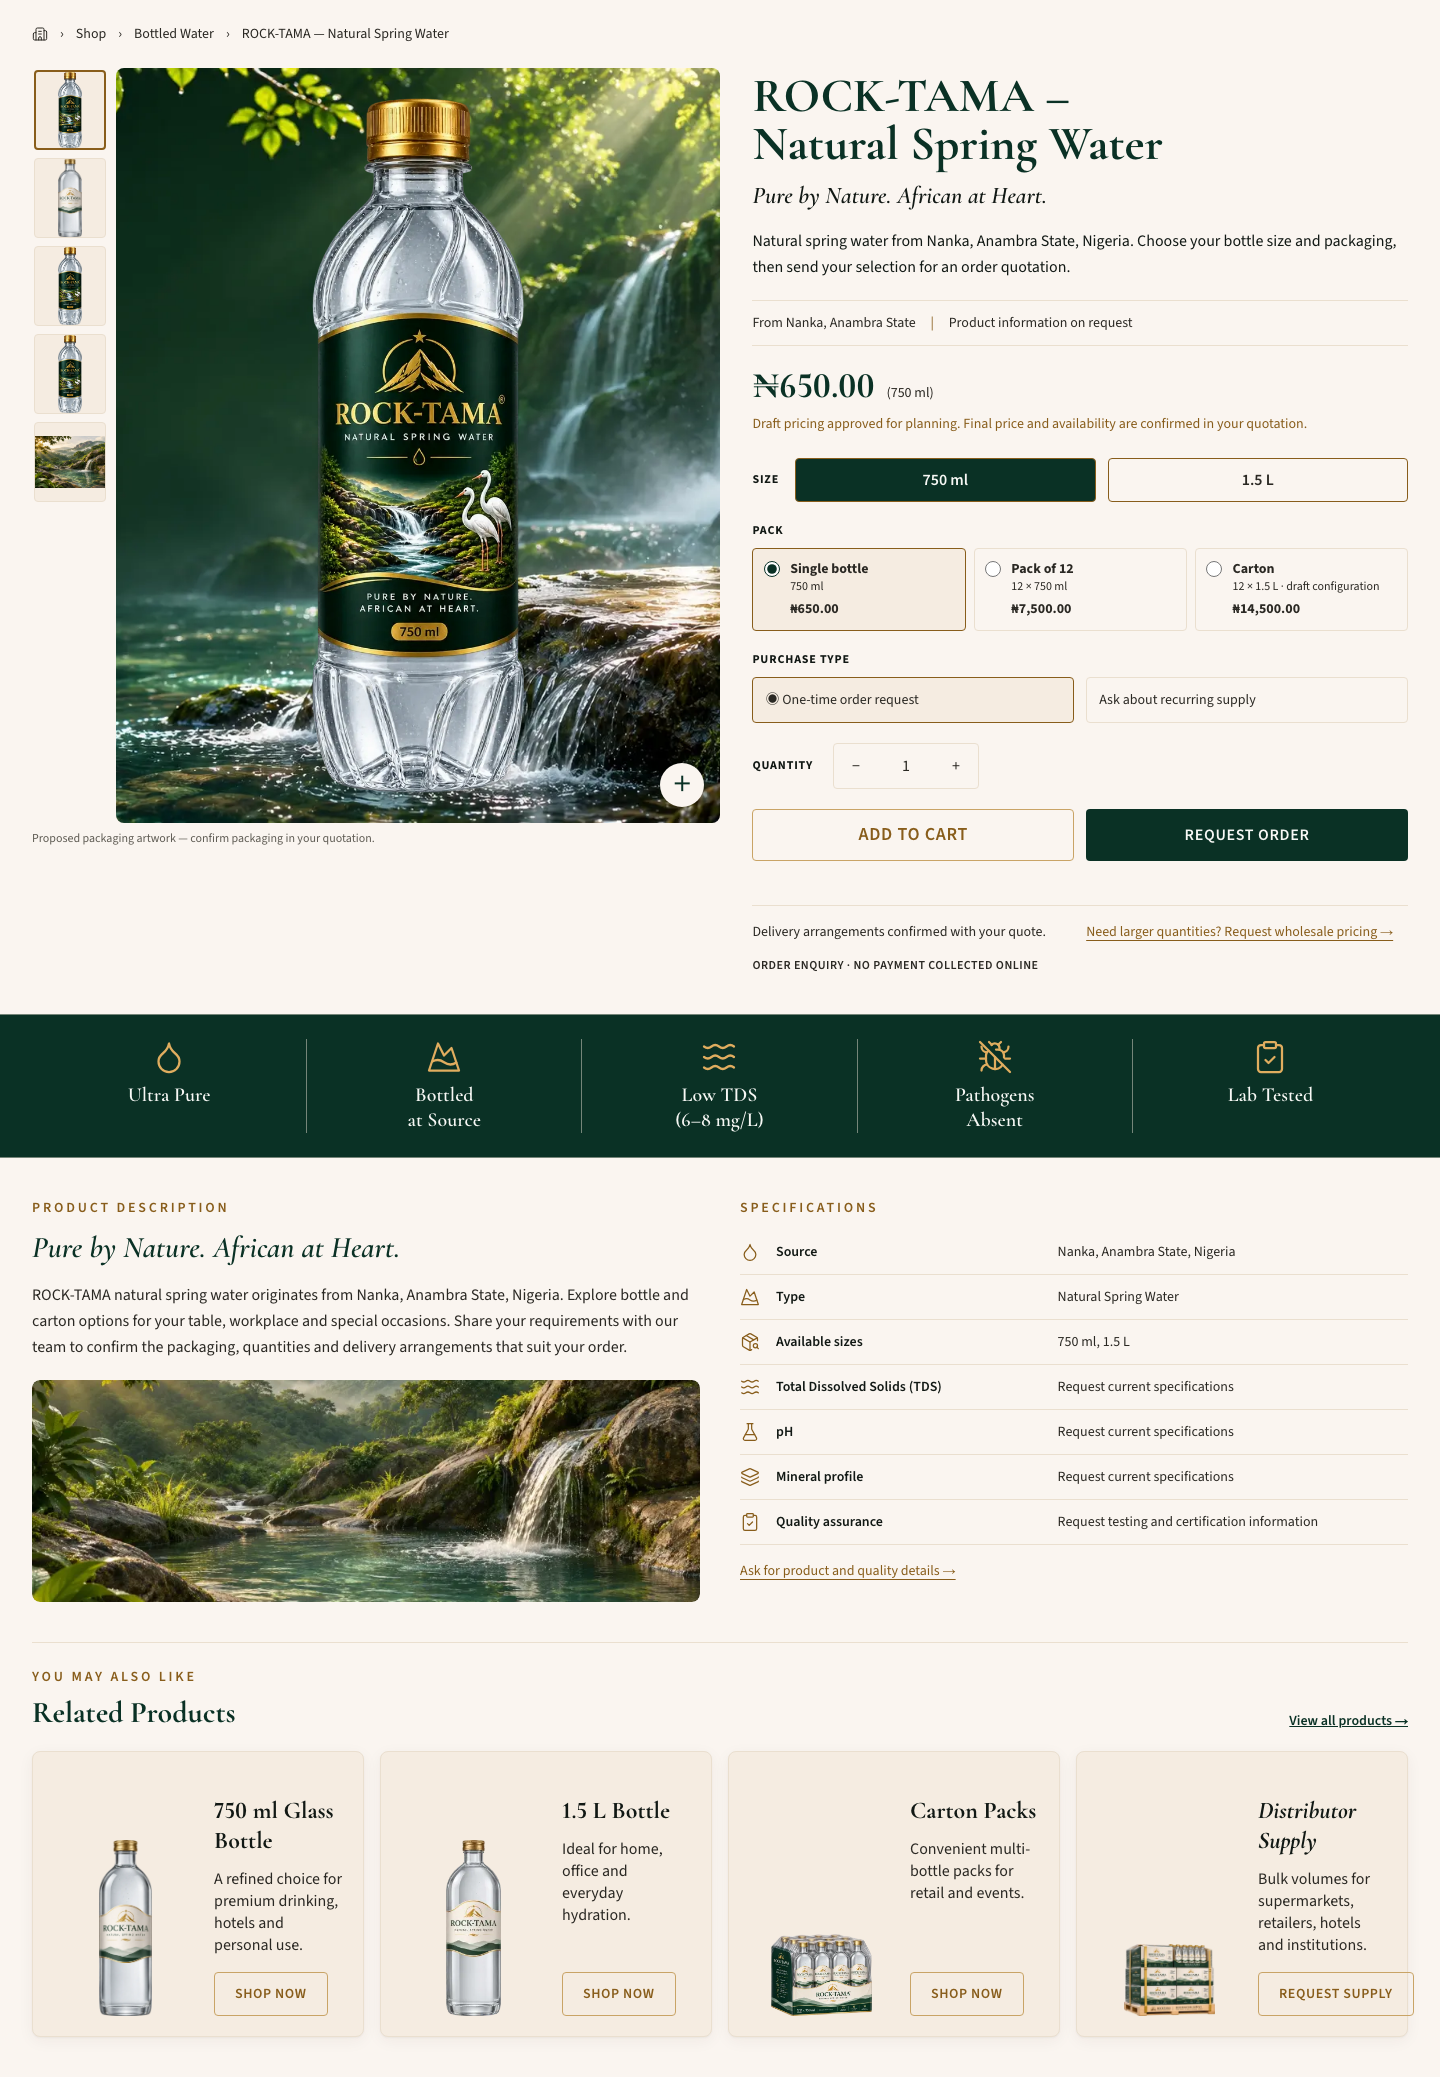 › Shop › Bottled Water › ROCK-TAMA — Natural Spring Water
ROCK-TAMA®
NATURAL SPRING WATER
PURE BY NATURE.
AFRICAN AT HEART.
750 ml
+
Proposed packaging artwork — confirm packaging in your quotation.
ROCK-TAMA –
Natural Spring Water
Pure by Nature. African at Heart.
Natural spring water from Nanka, Anambra State, Nigeria. Choose your bottle size and packaging,
then send your selection for an order quotation.
From Nanka, Anambra State | Product information on request
₦650.00 (750 ml)
Draft pricing approved for planning. Final price and availability are confirmed in your quotation.
SIZE 750 ml 1.5 L
PACK
Single bottle
750 ml
₦650.00
Pack of 12
12 × 750 ml
₦7,500.00
Carton
12 × 1.5 L · draft configuration
₦14,500.00
PURCHASE TYPE
One-time order request
Ask about recurring supply
QUANTITY − 1 +
ADD TO CART
REQUEST ORDER
Delivery arrangements confirmed with your quote.
Need larger quantities? Request wholesale pricing →
ORDER ENQUIRY · NO PAYMENT COLLECTED ONLINE
Ultra Pure
Bottled
at Source
Low TDS
(6–8 mg/L)
Pathogens
Absent
Lab Tested
PRODUCT DESCRIPTION
Pure by Nature. African at Heart.
ROCK-TAMA natural spring water originates from Nanka, Anambra State, Nigeria. Explore bottle and
carton options for your table, workplace and special occasions. Share your requirements with our
team to confirm the packaging, quantities and delivery arrangements that suit your order.
SPECIFICATIONS
Source Nanka, Anambra State, Nigeria
Type Natural Spring Water
Available sizes 750 ml, 1.5 L
Total Dissolved Solids (TDS) Request current specifications
pH Request current specifications
Mineral profile Request current specifications
Quality assurance Request testing and certification information
Ask for product and quality details →
YOU MAY ALSO LIKE
Related Products
View all products →
ROCK-TAMA
750 ml Glass
Bottle
A refined choice for
premium drinking,
hotels and
personal use.
SHOP NOW
ROCK-TAMA
1.5 L Bottle
Ideal for home,
office and
everyday
hydration.
SHOP NOW
ROCK-TAMA
Carton Packs
Convenient multi-
bottle packs for
retail and events.
SHOP NOW
Distributor
Supply
Bulk volumes for
supermarkets,
retailers, hotels
and institutions.
REQUEST SUPPLY